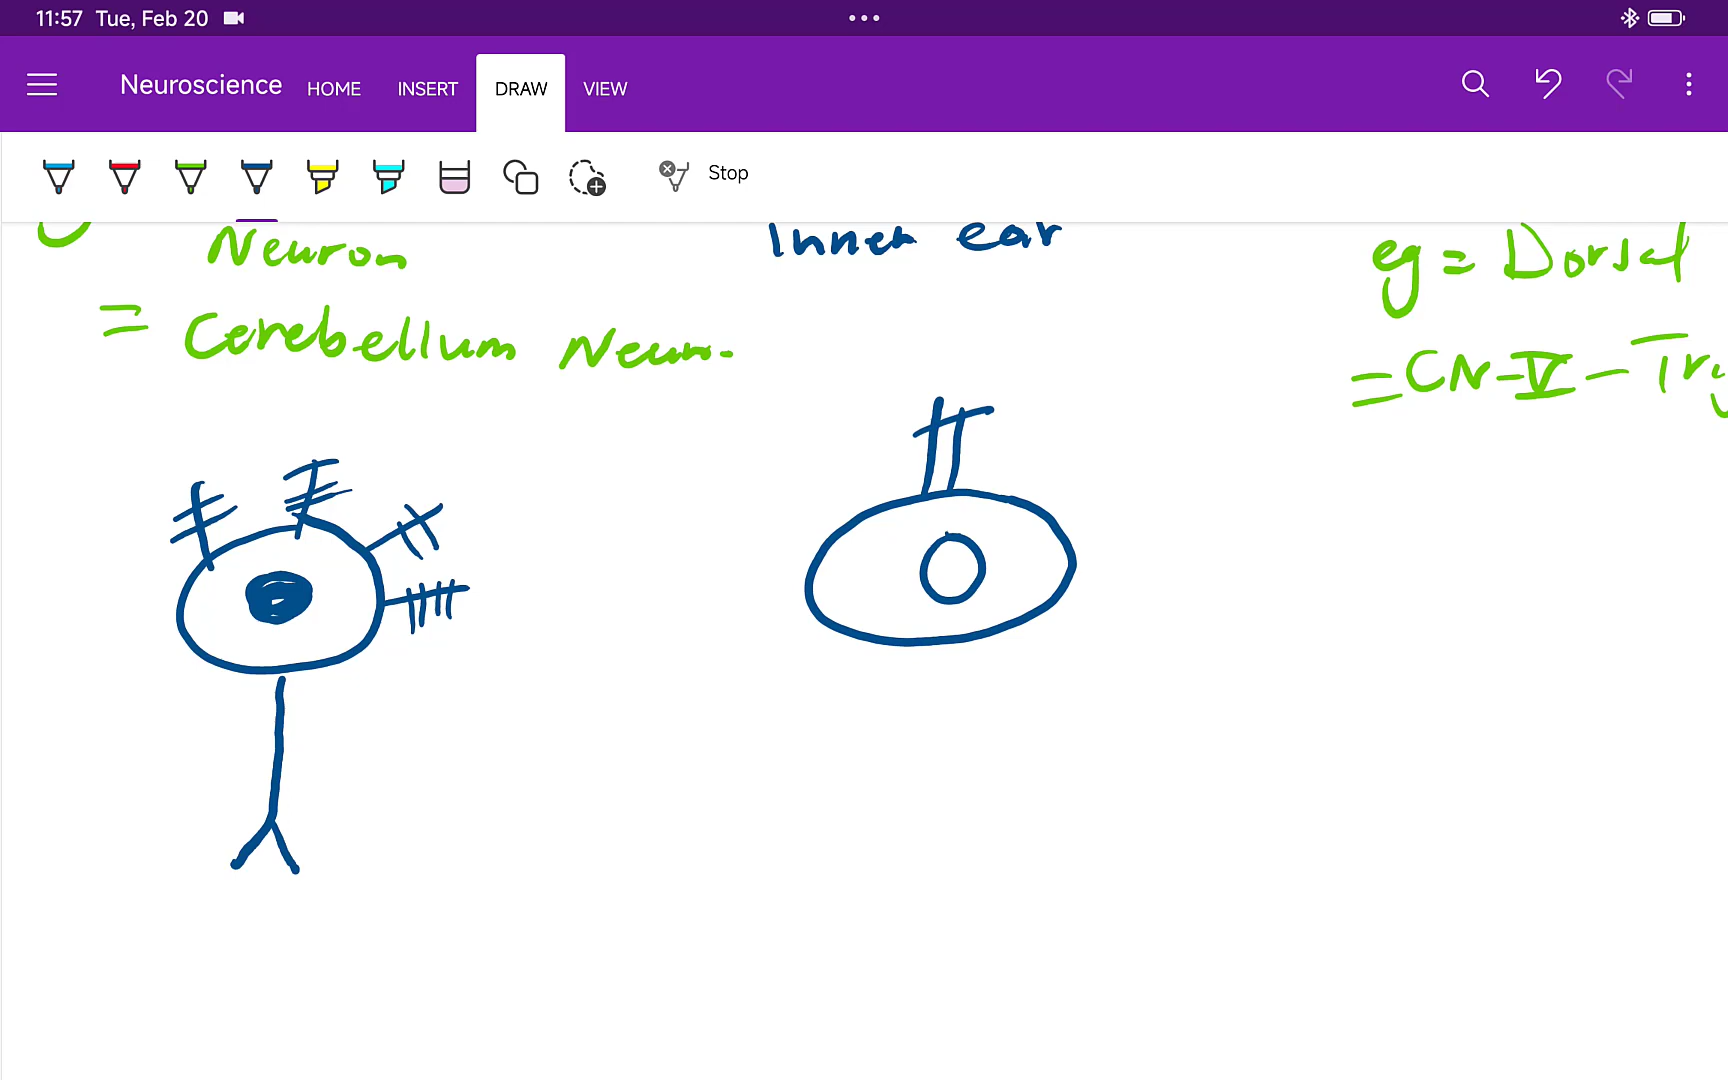 11:57 Tue, Feb 20
Neuroscience HOME INSERT DRAW VIEW
Stop
Neuron
= Cerebellum Neuro-
Inner ear
eg = Dorsal
= CN-V - Try